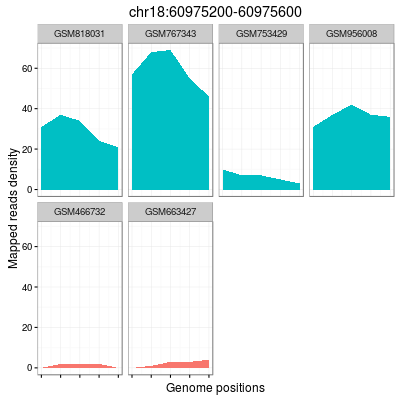 chr18:60975200-60975600
GSM818031 GSM767343 GSM753429 GSM956008
60
40
20
0
GSM466732 GSM663427
60
40
20
0
Mapped reads density
Genome positions